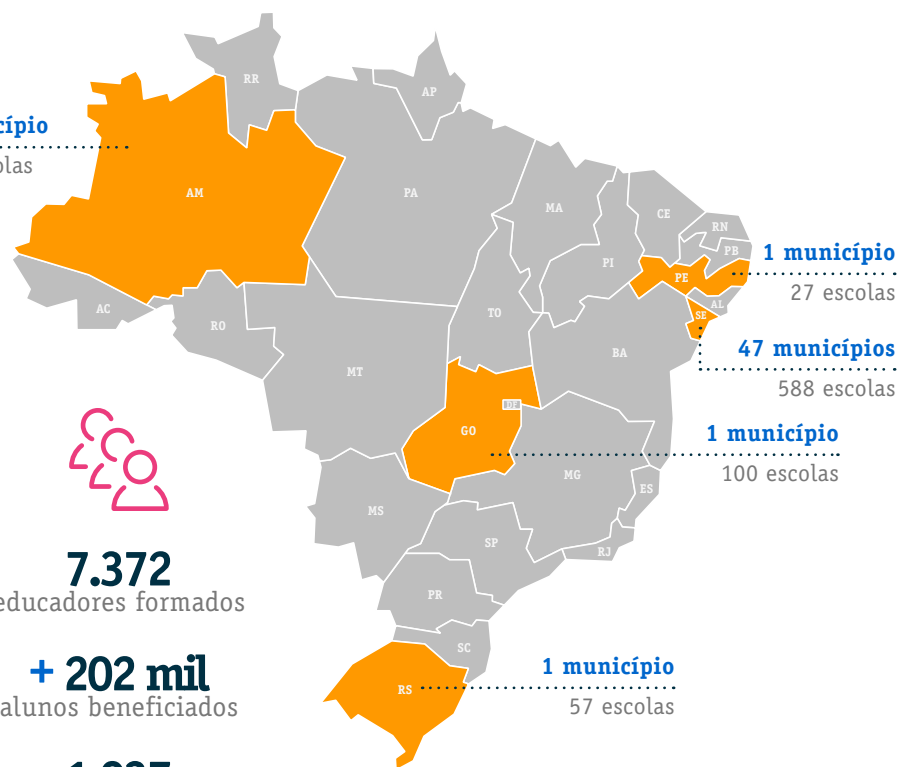 RR
AP
cípio
olas
AM
PA
MA
CE
RN
PB
PI
PE
1 município
27 escolas
AL
SE
AC
RO
TO
BA
47 municípios
588 escolas
MT
DF
GO
1 município
100 escolas
MG
ES
MS
SP
RJ
7.372
educadores formados
PR
SC
+ 202 mil
alunos beneficiados
RS
1 município
57 escolas